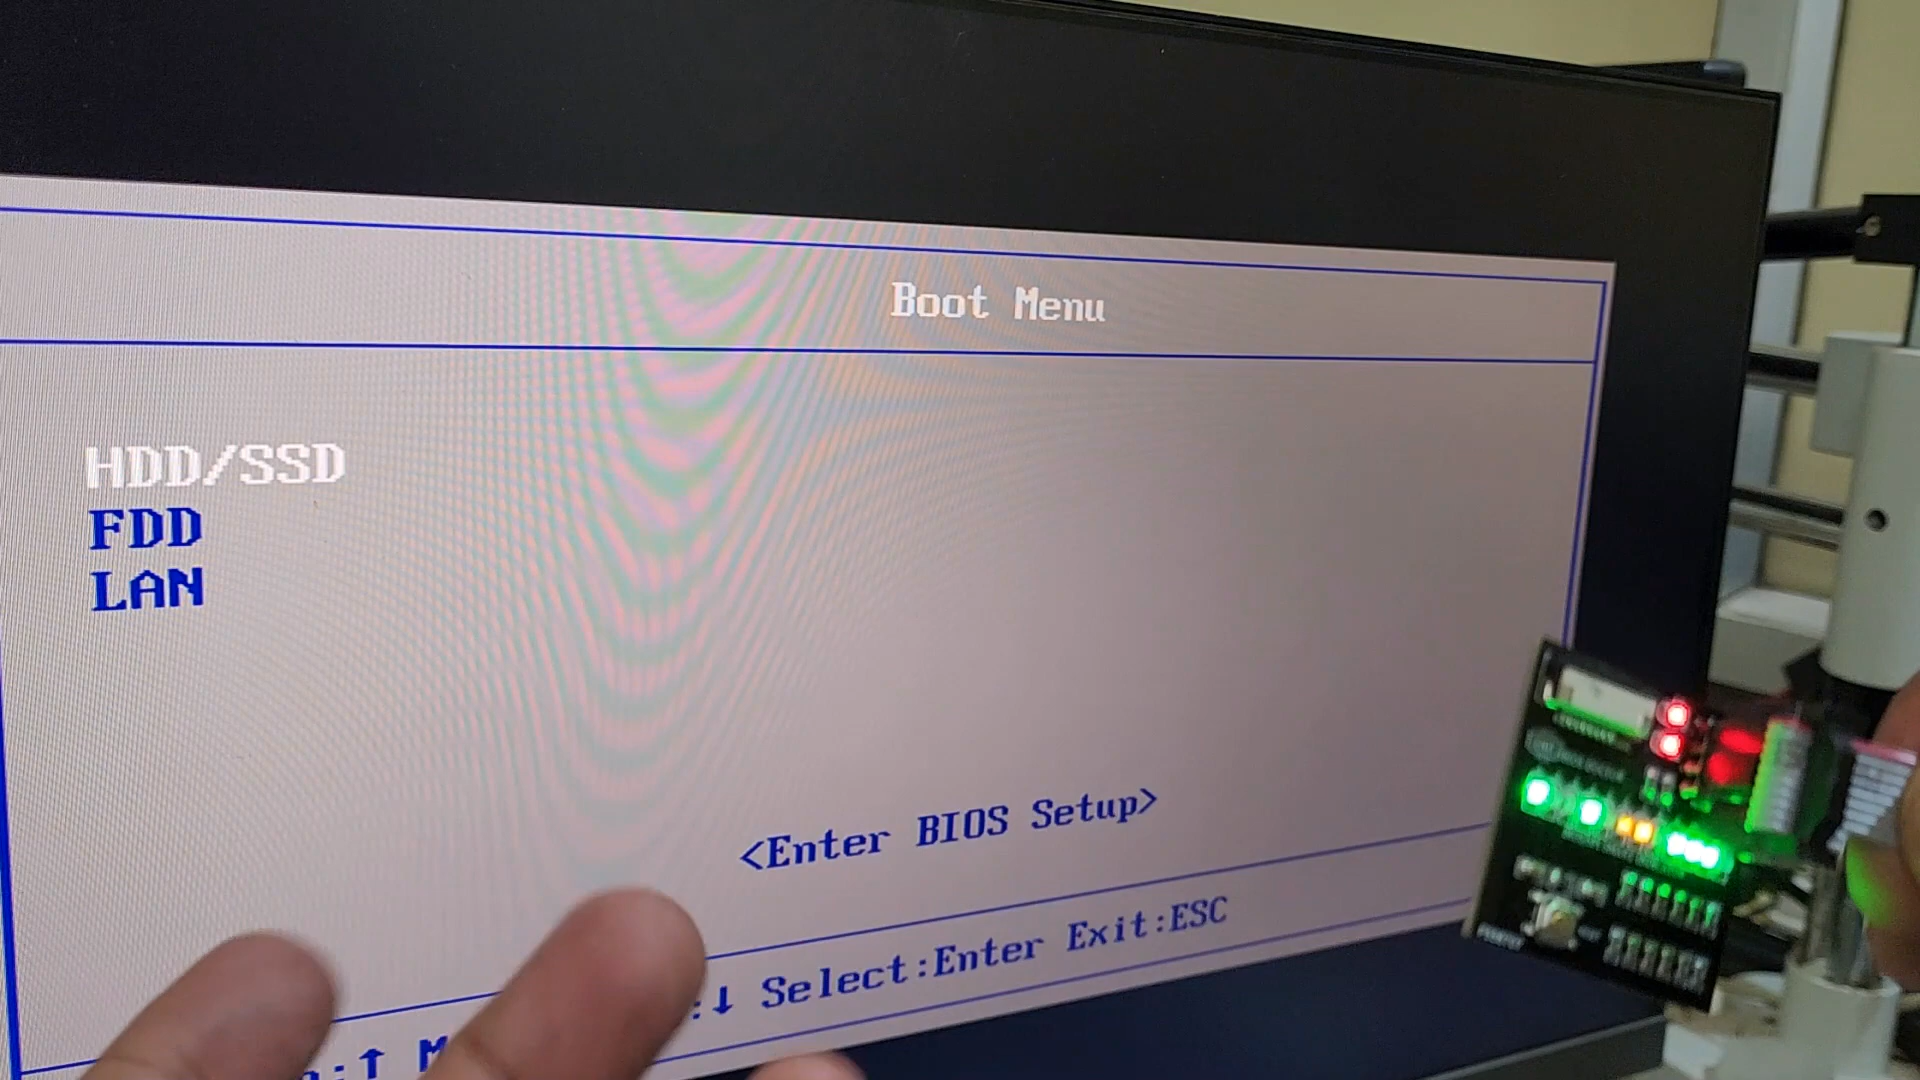 Boot Menu
HDD/SSD
FDD
LAN
<Enter BIOS Setup>
:↑ M :↓ Select:Enter Exit:ESC